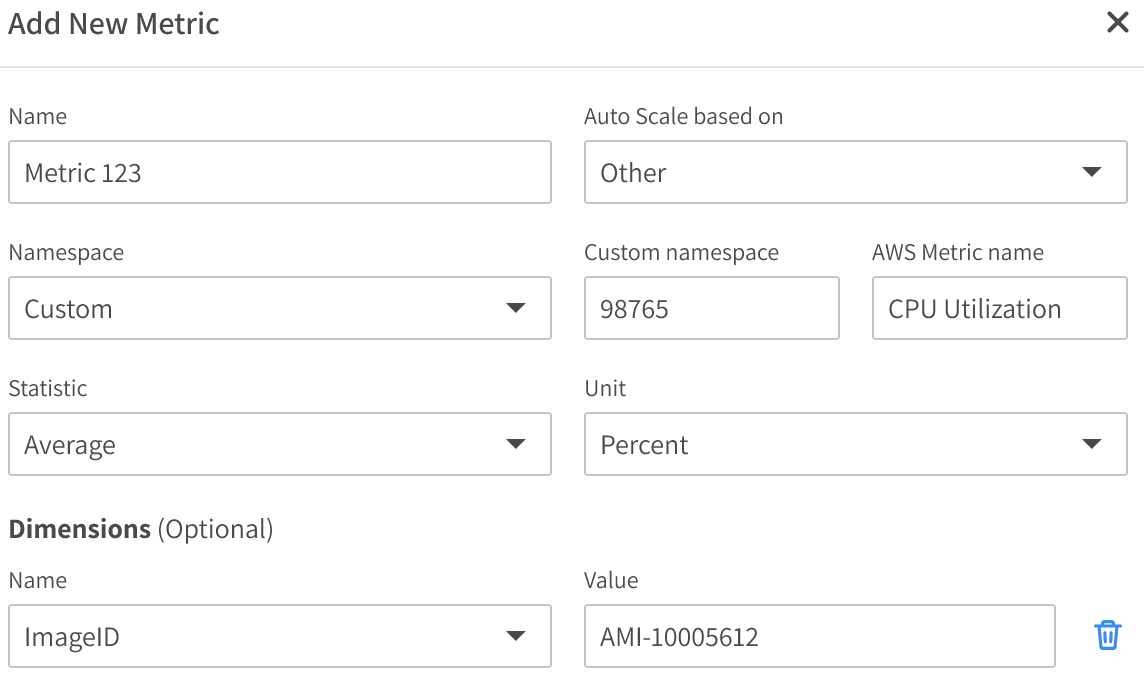 Add New Metric
Name
Auto Scale based on
Metric 123
Other
Namespace
Custom namespace
AWS Metric name
Custom
98765
CPU Utilization
Statistic
Unit
Average
Percent
Dimensions (Optional)
Name
Value
ImageID
AMI-10005612